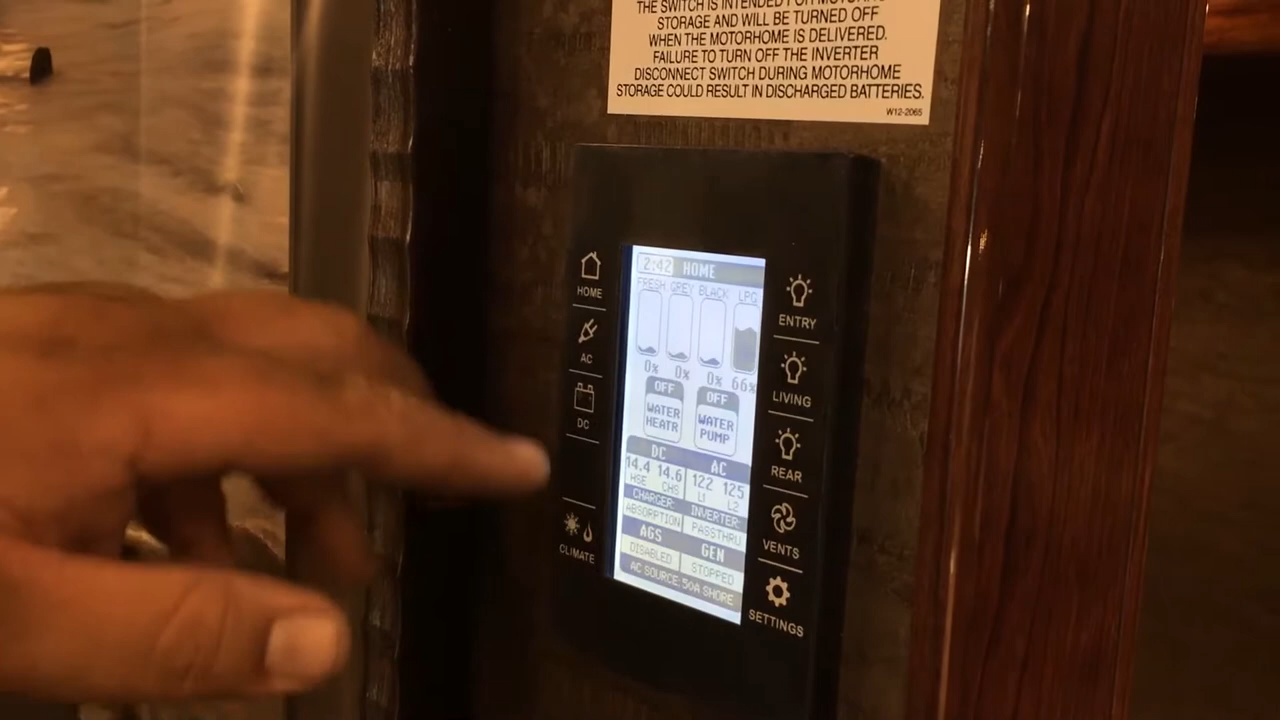 THE SWITCH IS INTENDED FOR MOTORHOME
STORAGE AND WILL BE TURNED OFF
WHEN THE MOTORHOME IS DELIVERED.
FAILURE TO TURN OFF THE INVERTER
DISCONNECT SWITCH DURING MOTORHOME
STORAGE COULD RESULT IN DISCHARGED BATTERIES.
W12-2065
HOME
AC
DC
CLIMATE
2:42 HOME
FRESH GREY BLACK LPG
0% 0% 0% 66%
OFF OFF
WATER HEATR
WATER PUMP
DC AC
14.4 14.6 122 125
HSE CHS L1 L2
CHARGER: INVERTER:
ABSORPTION PASSTHRU
AGS GEN
DISABLED STOPPED
AC SOURCE: 50A SHORE
ENTRY
LIVING
REAR
VENTS
SETTINGS